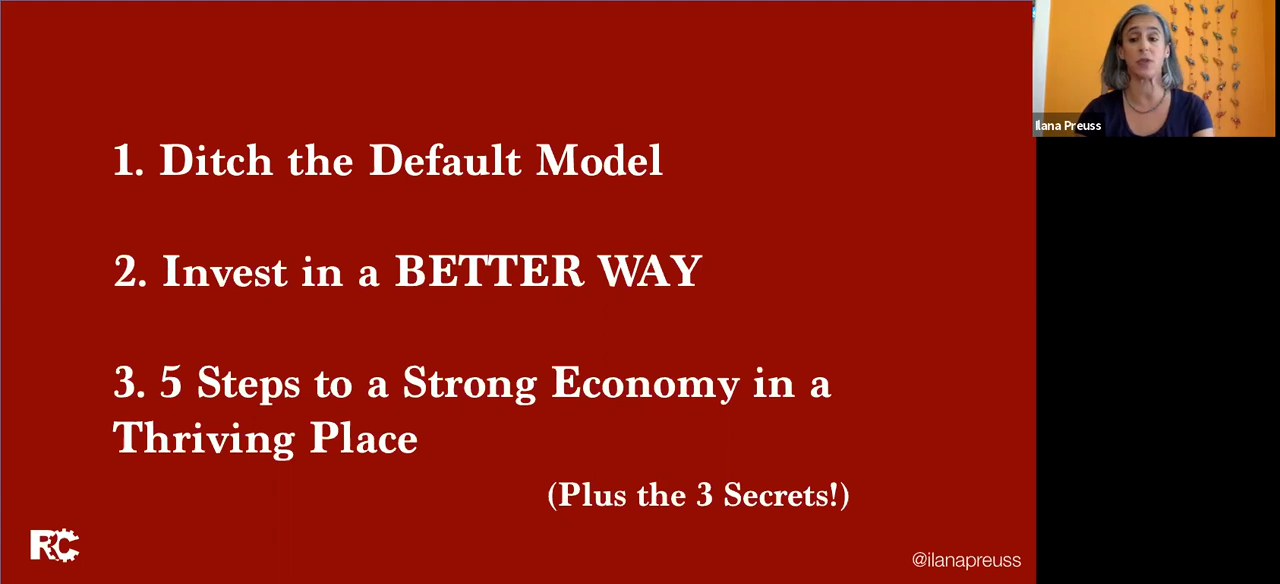 1. Ditch the Default Model
2. Invest in a BETTER WAY
3. 5 Steps to a Strong Economy in a
Thriving Place
(Plus the 3 Secrets!)
RC
@ilanapreuss
Ilana Preuss